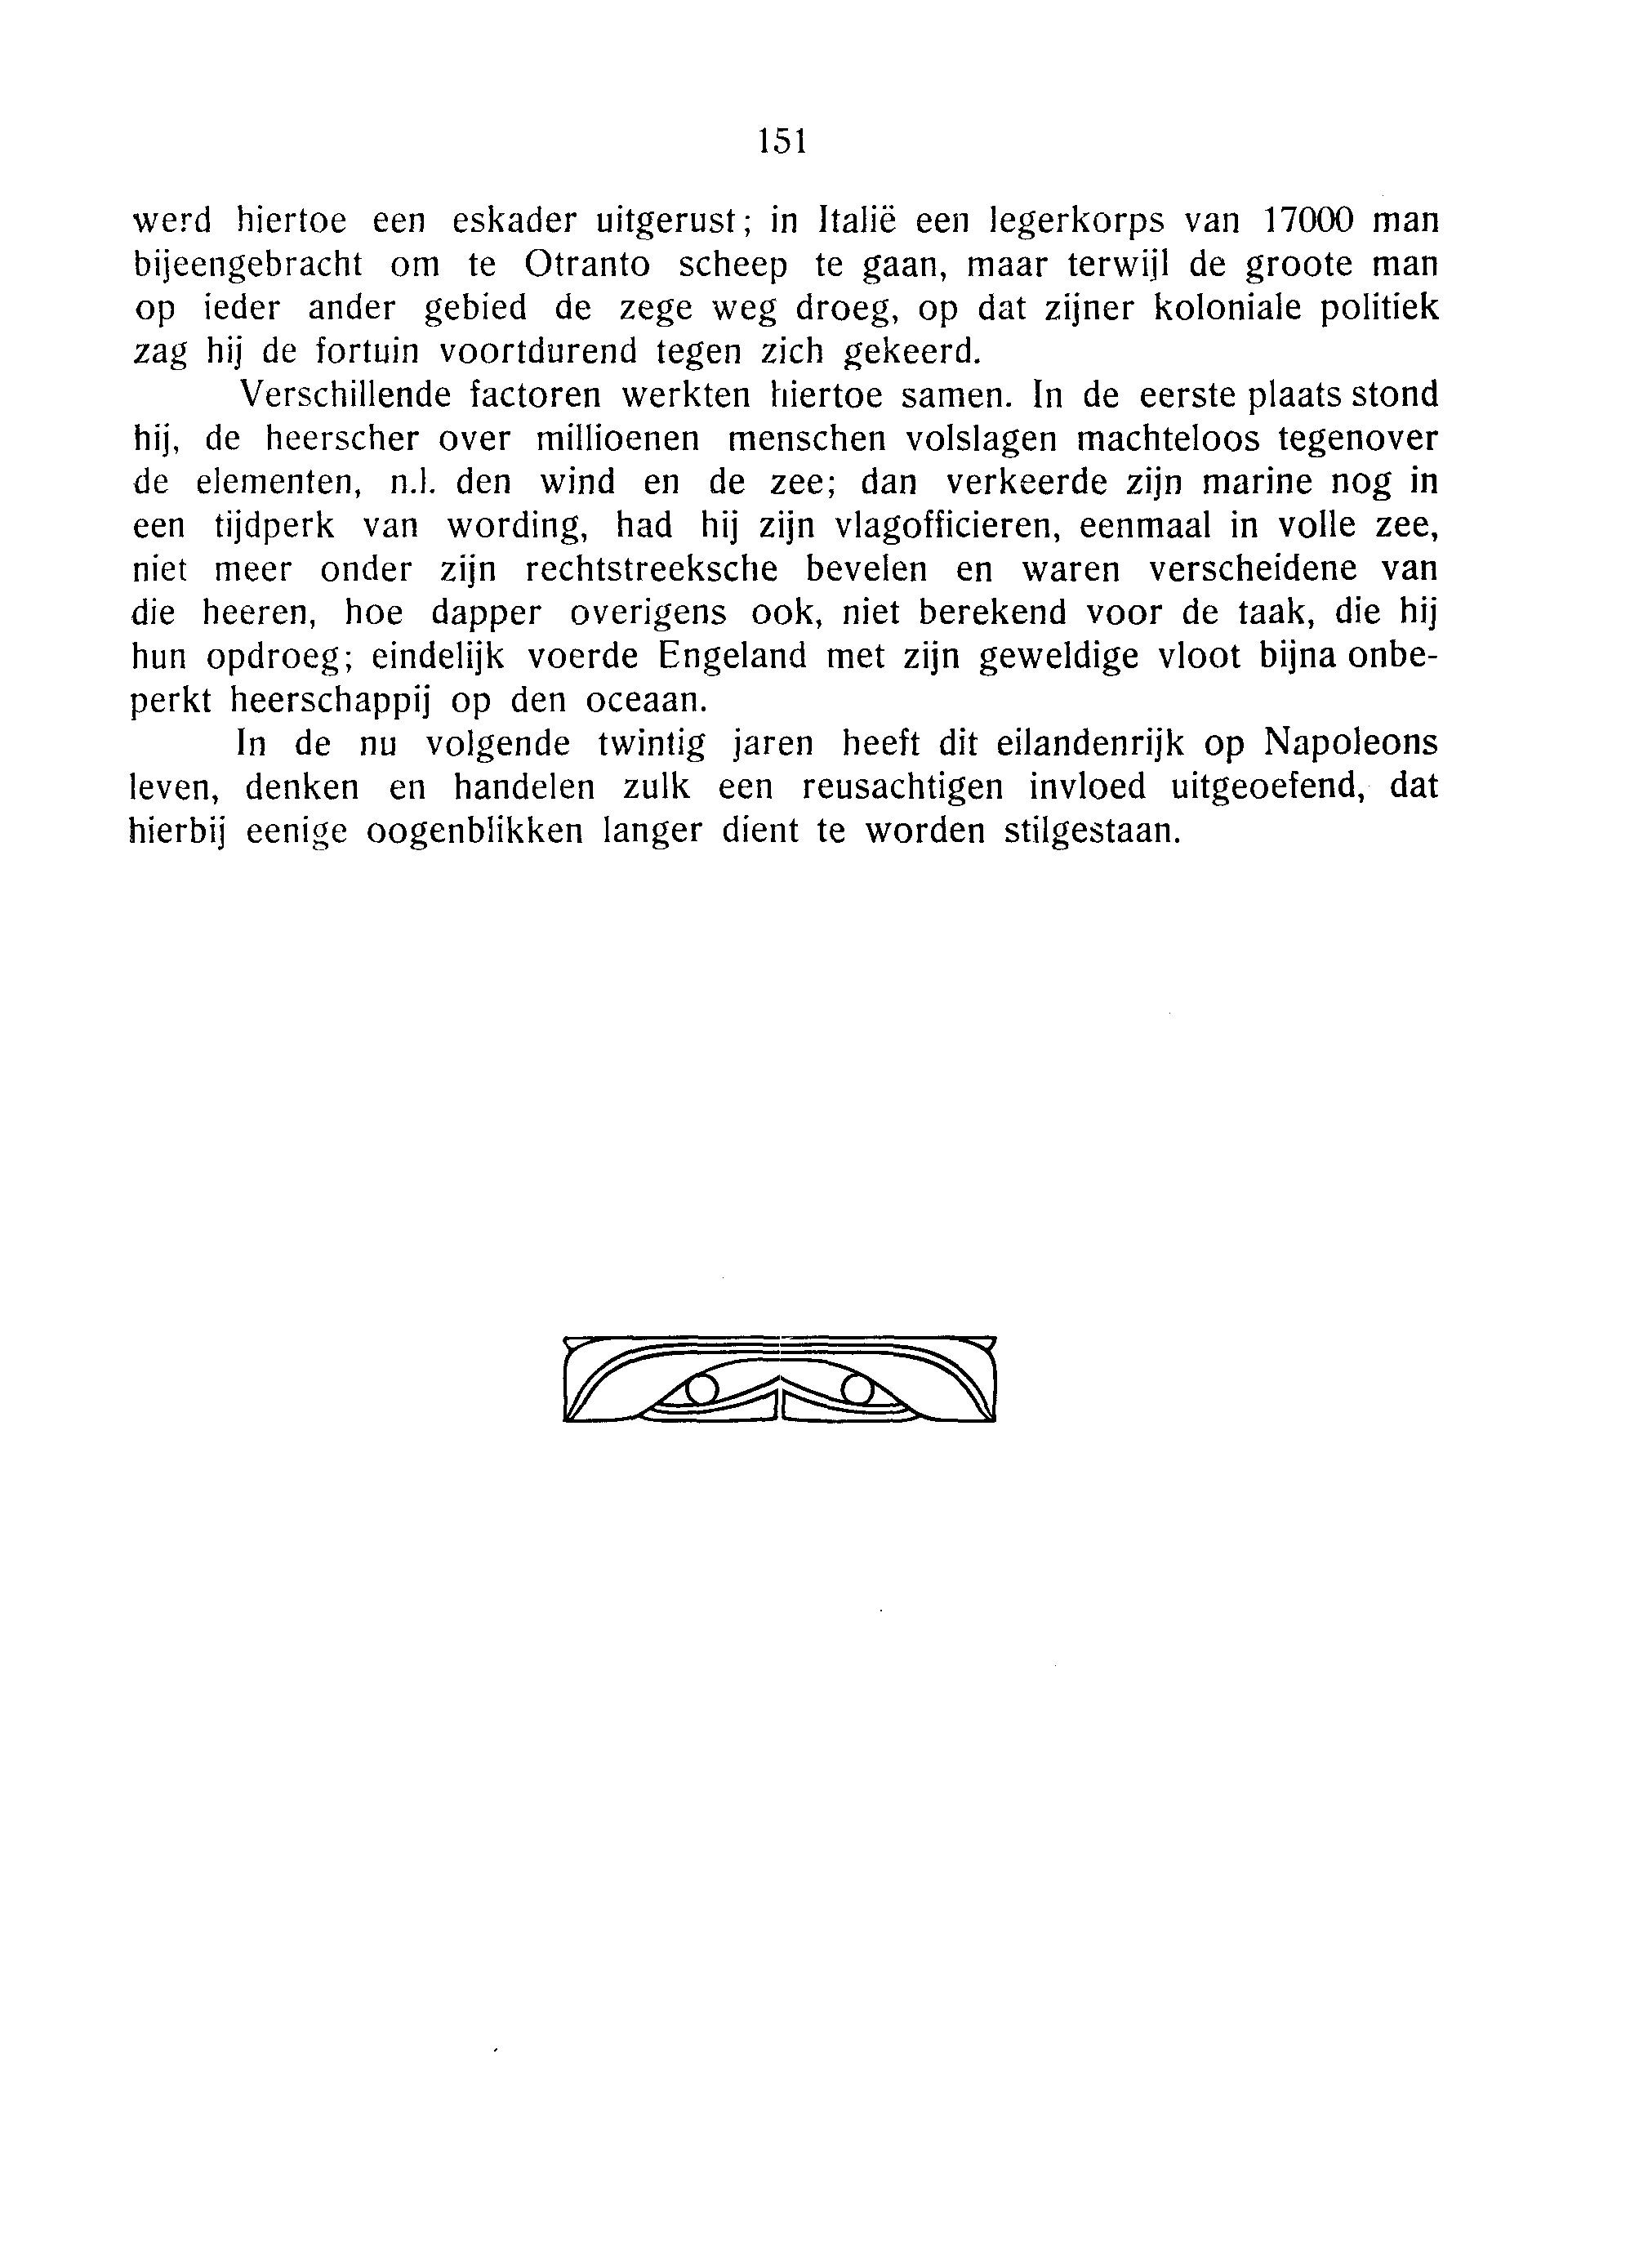 151
werd hiertoe een eskader uitgerust; in Italië een legerkorps van 17000 man
bijeengebracht om te Otranto scheep te gaan, maar terwijl de groote man
op ieder ander gebied de zege weg droeg, op dat zijner koloniale politiek
zag hij de fortuin voortdurend tegen zich gekeerd.
Verschillende factoren werkten hiertoe samen. In de eerste plaats stond
hij, de heerscher over millioenen menschen volslagen machteloos tegenover
de elementen, n.l. den wind en de zee; dan verkeerde zijn marine nog in
een tijdperk van wording, had hij zijn vlagofficieren, eenmaal in volle zee,
niet meer onder zijn rechtstreeksche bevelen en waren verscheidene van
die heeren, hoe dapper overigens ook, niet berekend voor de taak, die hij
hun opdroeg; eindelijk voerde Engeland met zijn geweldige vloot bijna onbe-
perkt heerschappij op den oceaan.
In de nu volgende twintig jaren heeft dit eilandenrijk op Napoleons
leven, denken en handelen zulk een reusachtigen invloed uitgeoefend, dat
hierbij eenige oogenblikken langer dient te worden stilgestaan.